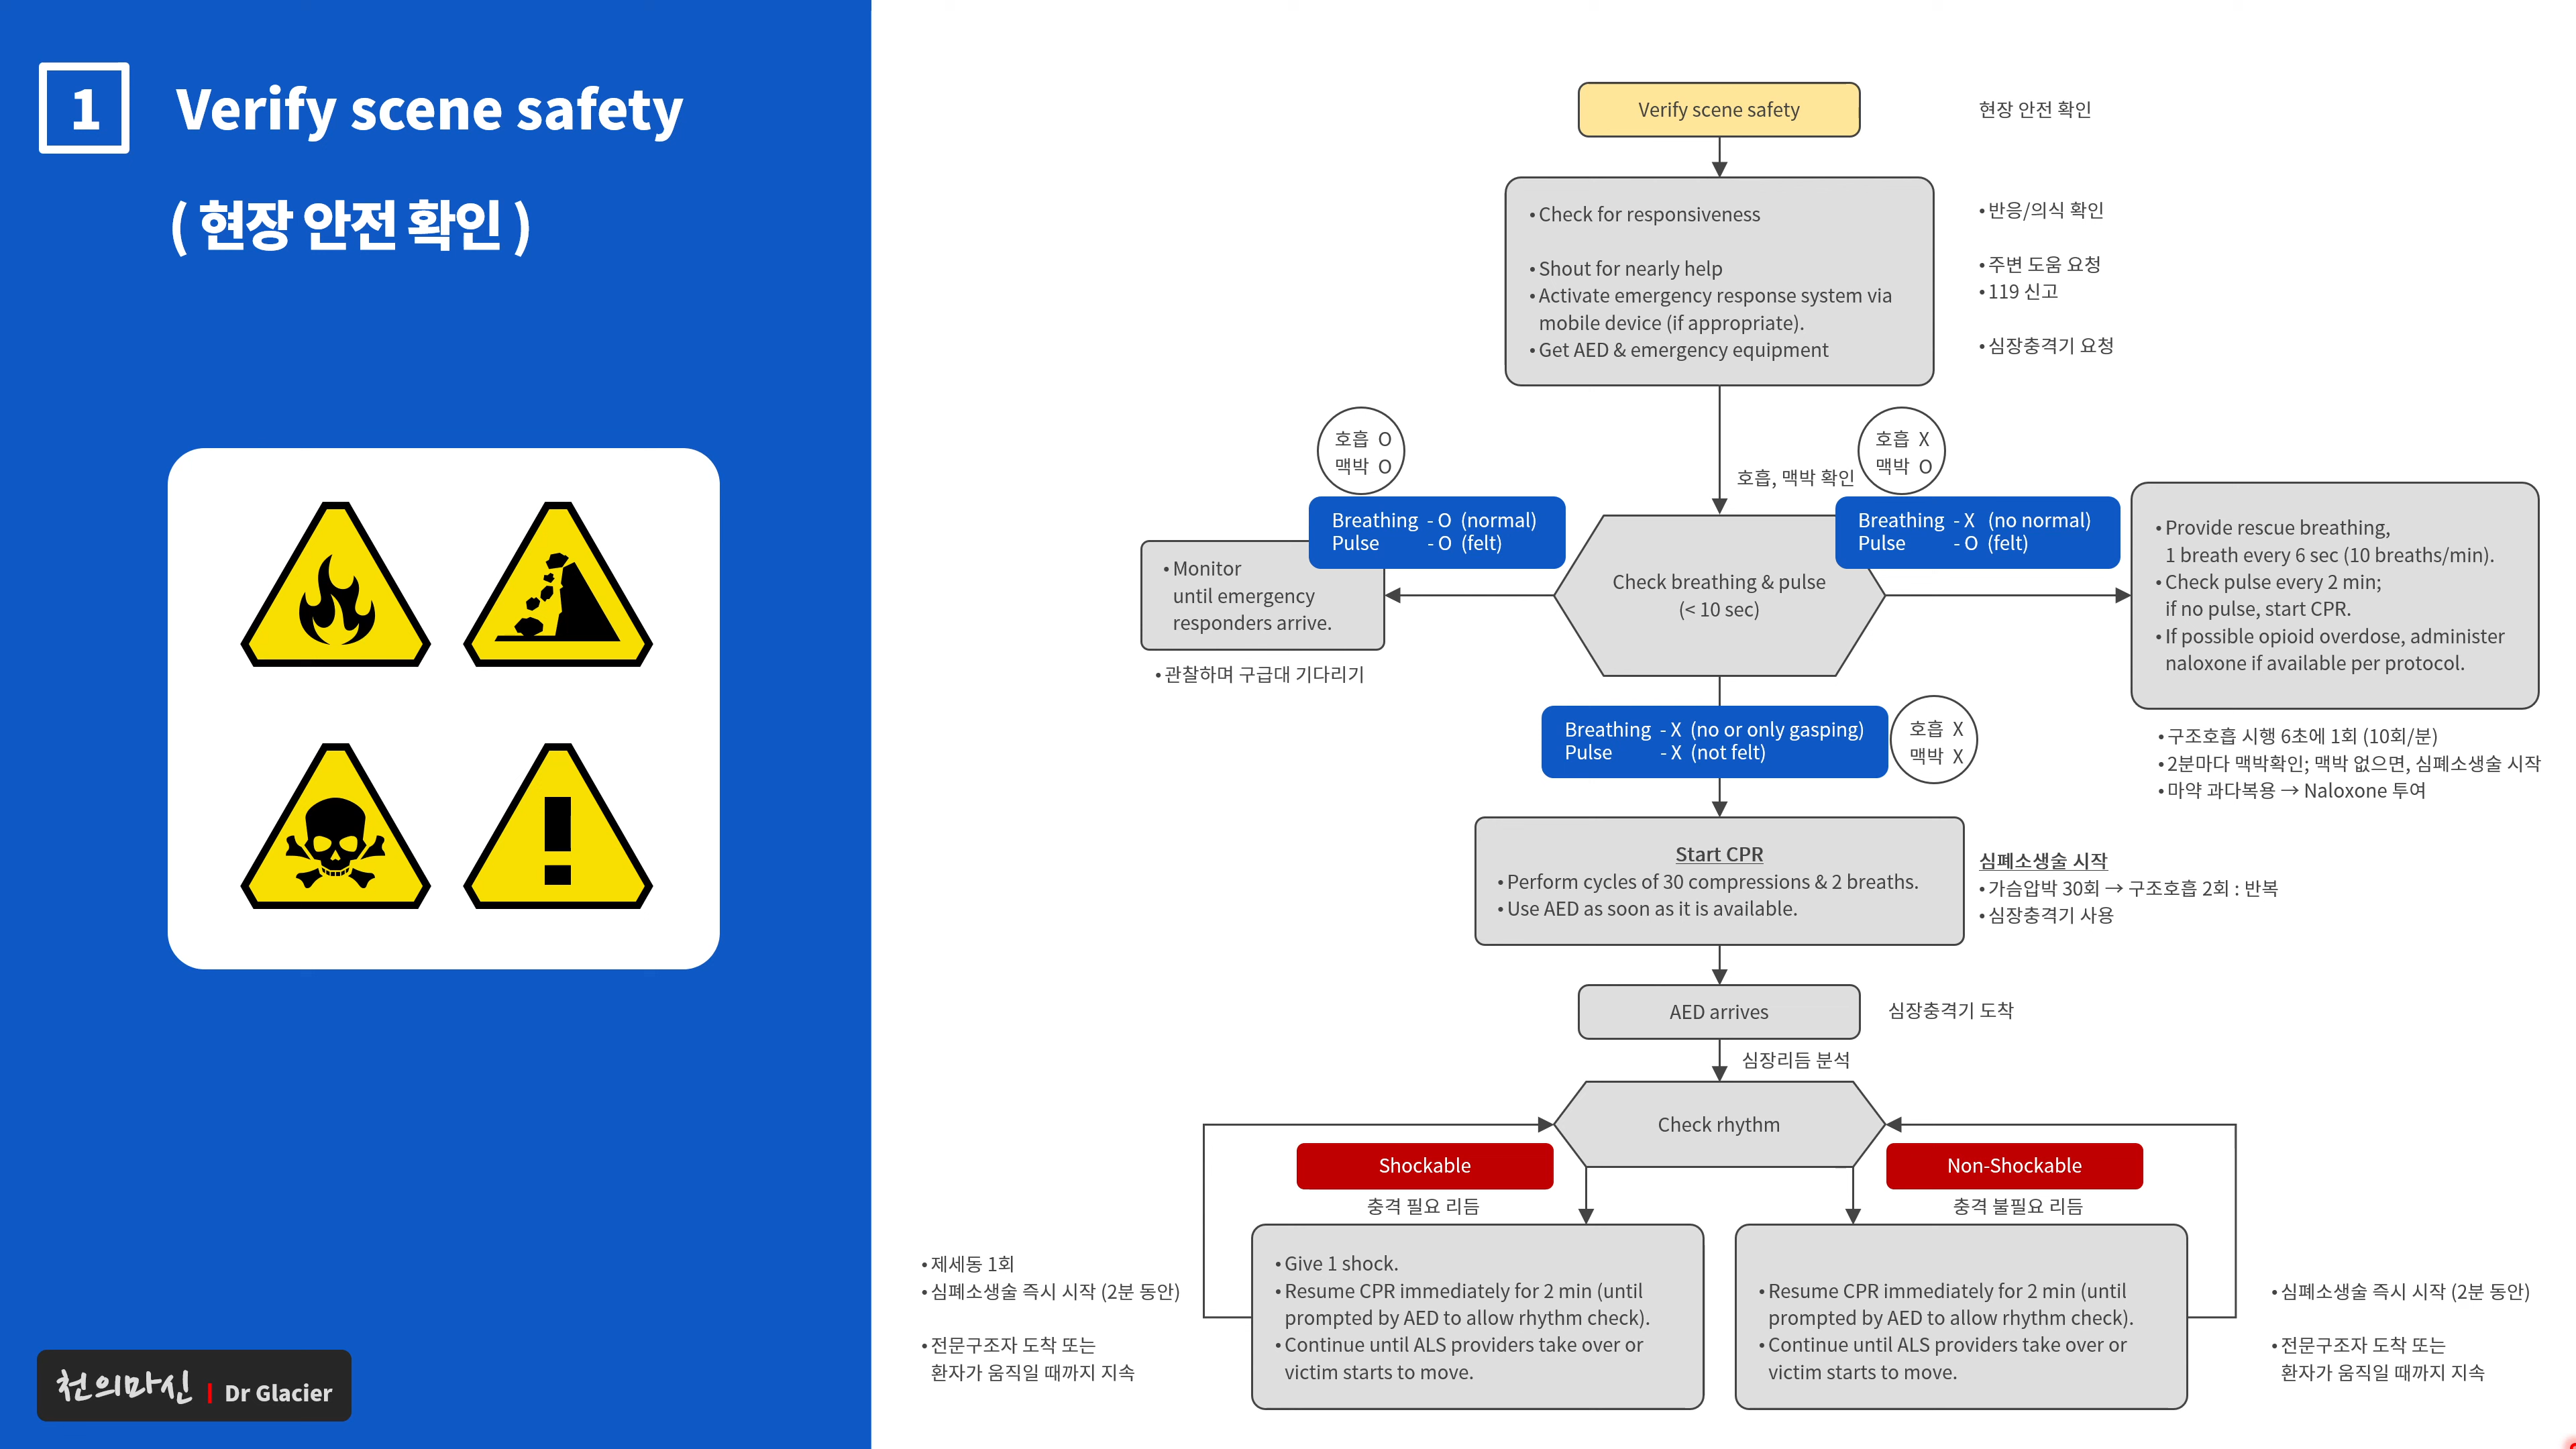 1
Verify scene safety
( 현장 안전 확인 )
천의마신 | Dr Glacier
Verify scene safety
현장 안전 확인
• Check for responsiveness
• Shout for nearly help
• Activate emergency response system via
mobile device (if appropriate).
• Get AED & emergency equipment
• 반응/의식 확인
• 주변 도움 요청
• 119 신고
• 심장충격기 요청
호흡 O
맥박 O
호흡, 맥박 확인
호흡 X
맥박 O
Breathing - O (normal)
Pulse - O (felt)
Breathing - X (no normal)
Pulse - O (felt)
• Monitor
until emergency
responders arrive.
• 관찰하며 구급대 기다리기
Check breathing & pulse
(< 10 sec)
• Provide rescue breathing,
1 breath every 6 sec (10 breaths/min).
• Check pulse every 2 min;
if no pulse, start CPR.
• If possible opioid overdose, administer
naloxone if available per protocol.
• 구조호흡 시행 6초에 1회 (10회/분)
• 2분마다 맥박확인; 맥박 없으면, 심폐소생술 시작
• 마약 과다복용 → Naloxone 투여
Breathing - X (no or only gasping)
Pulse - X (not felt)
호흡 X
맥박 X
Start CPR
• Perform cycles of 30 compressions & 2 breaths.
• Use AED as soon as it is available.
심폐소생술 시작
• 가슴압박 30회 → 구조호흡 2회 : 반복
• 심장충격기 사용
AED arrives
심장충격기 도착
심장리듬 분석
Check rhythm
Shockable
충격 필요 리듬
Non-Shockable
충격 불필요 리듬
• 제세동 1회
• 심폐소생술 즉시 시작 (2분 동안)
• 전문구조자 도착 또는
환자가 움직일 때까지 지속
• Give 1 shock.
• Resume CPR immediately for 2 min (until
prompted by AED to allow rhythm check).
• Continue until ALS providers take over or
victim starts to move.
• Resume CPR immediately for 2 min (until
prompted by AED to allow rhythm check).
• Continue until ALS providers take over or
victim starts to move.
• 심폐소생술 즉시 시작 (2분 동안)
• 전문구조자 도착 또는
환자가 움직일 때까지 지속